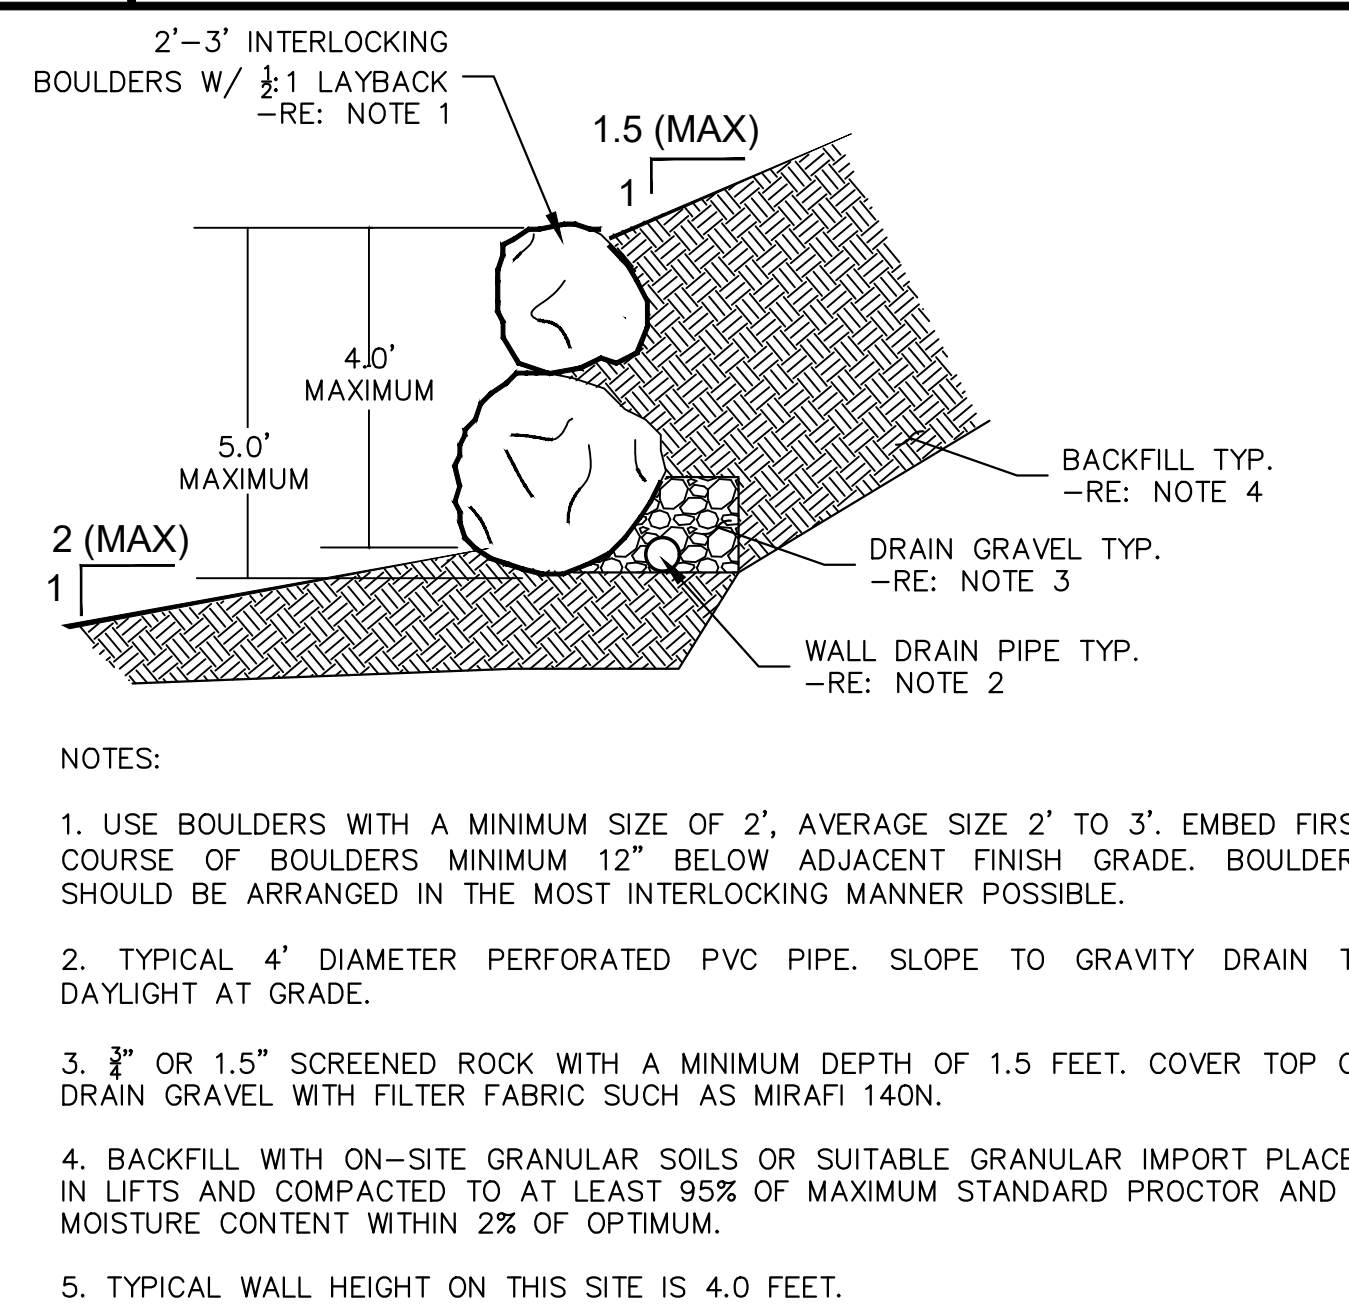 2'-3' INTERLOCKING
BOULDERS W/ ½:1 LAYBACK
-RE: NOTE 1
1.5 (MAX)
1
4.0'
MAXIMUM
5.0'
MAXIMUM
2 (MAX)
1
BACKFILL TYP.
-RE: NOTE 4
DRAIN GRAVEL TYP.
-RE: NOTE 3
WALL DRAIN PIPE TYP.
-RE: NOTE 2
NOTES:
1. USE BOULDERS WITH A MINIMUM SIZE OF 2', AVERAGE SIZE 2' TO 3'. EMBED FIRS
COURSE OF BOULDERS MINIMUM 12" BELOW ADJACENT FINISH GRADE. BOULDER
SHOULD BE ARRANGED IN THE MOST INTERLOCKING MANNER POSSIBLE.
2. TYPICAL 4' DIAMETER PERFORATED PVC PIPE. SLOPE TO GRAVITY DRAIN T
DAYLIGHT AT GRADE.
3. ¾" OR 1.5" SCREENED ROCK WITH A MINIMUM DEPTH OF 1.5 FEET. COVER TOP
DRAIN GRAVEL WITH FILTER FABRIC SUCH AS MIRAFI 140N.
4. BACKFILL WITH ON-SITE GRANULAR SOILS OR SUITABLE GRANULAR IMPORT PLACE
IN LIFTS AND COMPACTED TO AT LEAST 95% OF MAXIMUM STANDARD PROCTOR AND
MOISTURE CONTENT WITHIN 2% OF OPTIMUM.
5. TYPICAL WALL HEIGHT ON THIS SITE IS 4.0 FEET.